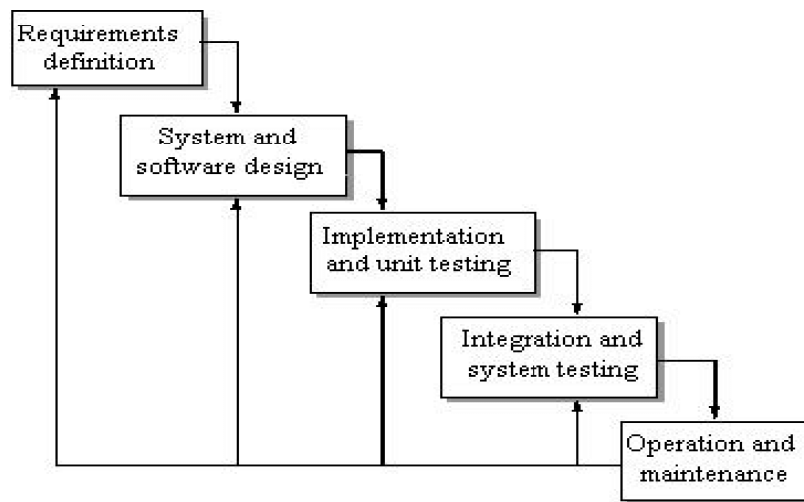 Requirements
definition
System and
software design
Implementation
and unit testing
Integration and
system testing
Operation and
maintenance